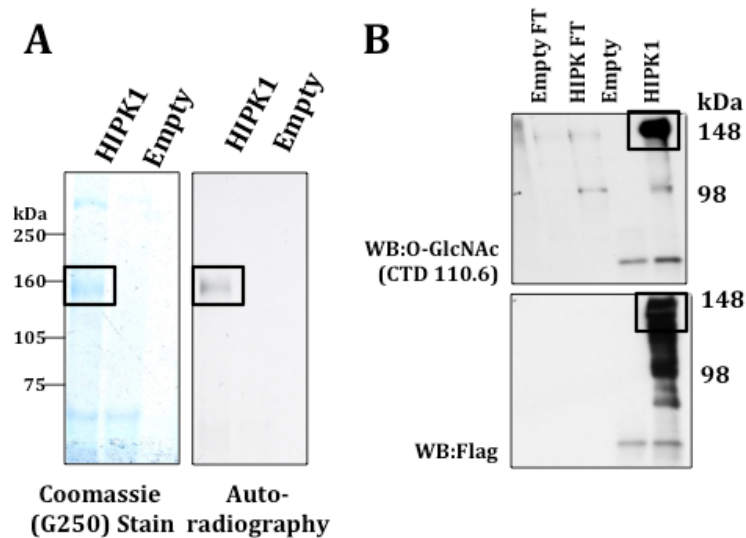 A
HIPK1
Empty
HIPK1
Empty
kDa
250
160
105
75
Coomassie
(G250) Stain
Auto-
radiography
B
Empty FT
HIPK FT
Empty
HIPK1
kDa
148
98
WB:O-GlcNAc
(CTD 110.6)
148
98
WB:Flag